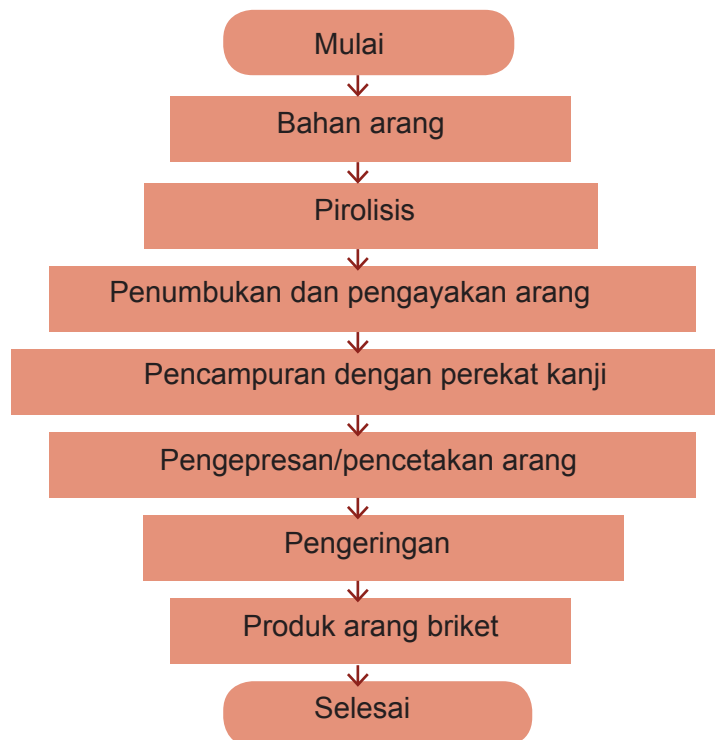 Mulai
Bahan arang
Pirolisis
Penumbukan dan pengayakan arang
Pencampuran dengan perekat kanji
Pengepresan/pencetakan arang
Pengeringan
Produk arang briket
Selesai